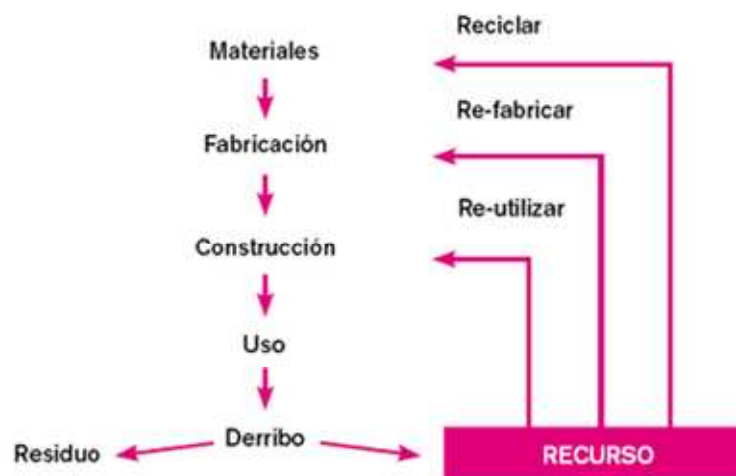 Reciclar
Materiales
Re-fabricar
Fabricación
Re-utilizar
Construcción
Uso
Derribo
Residuo
RECURSO